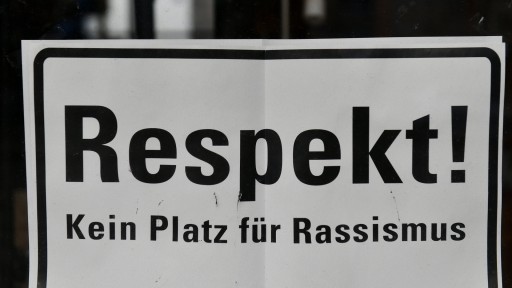 Respekt!
Kein Platz für Rassismus